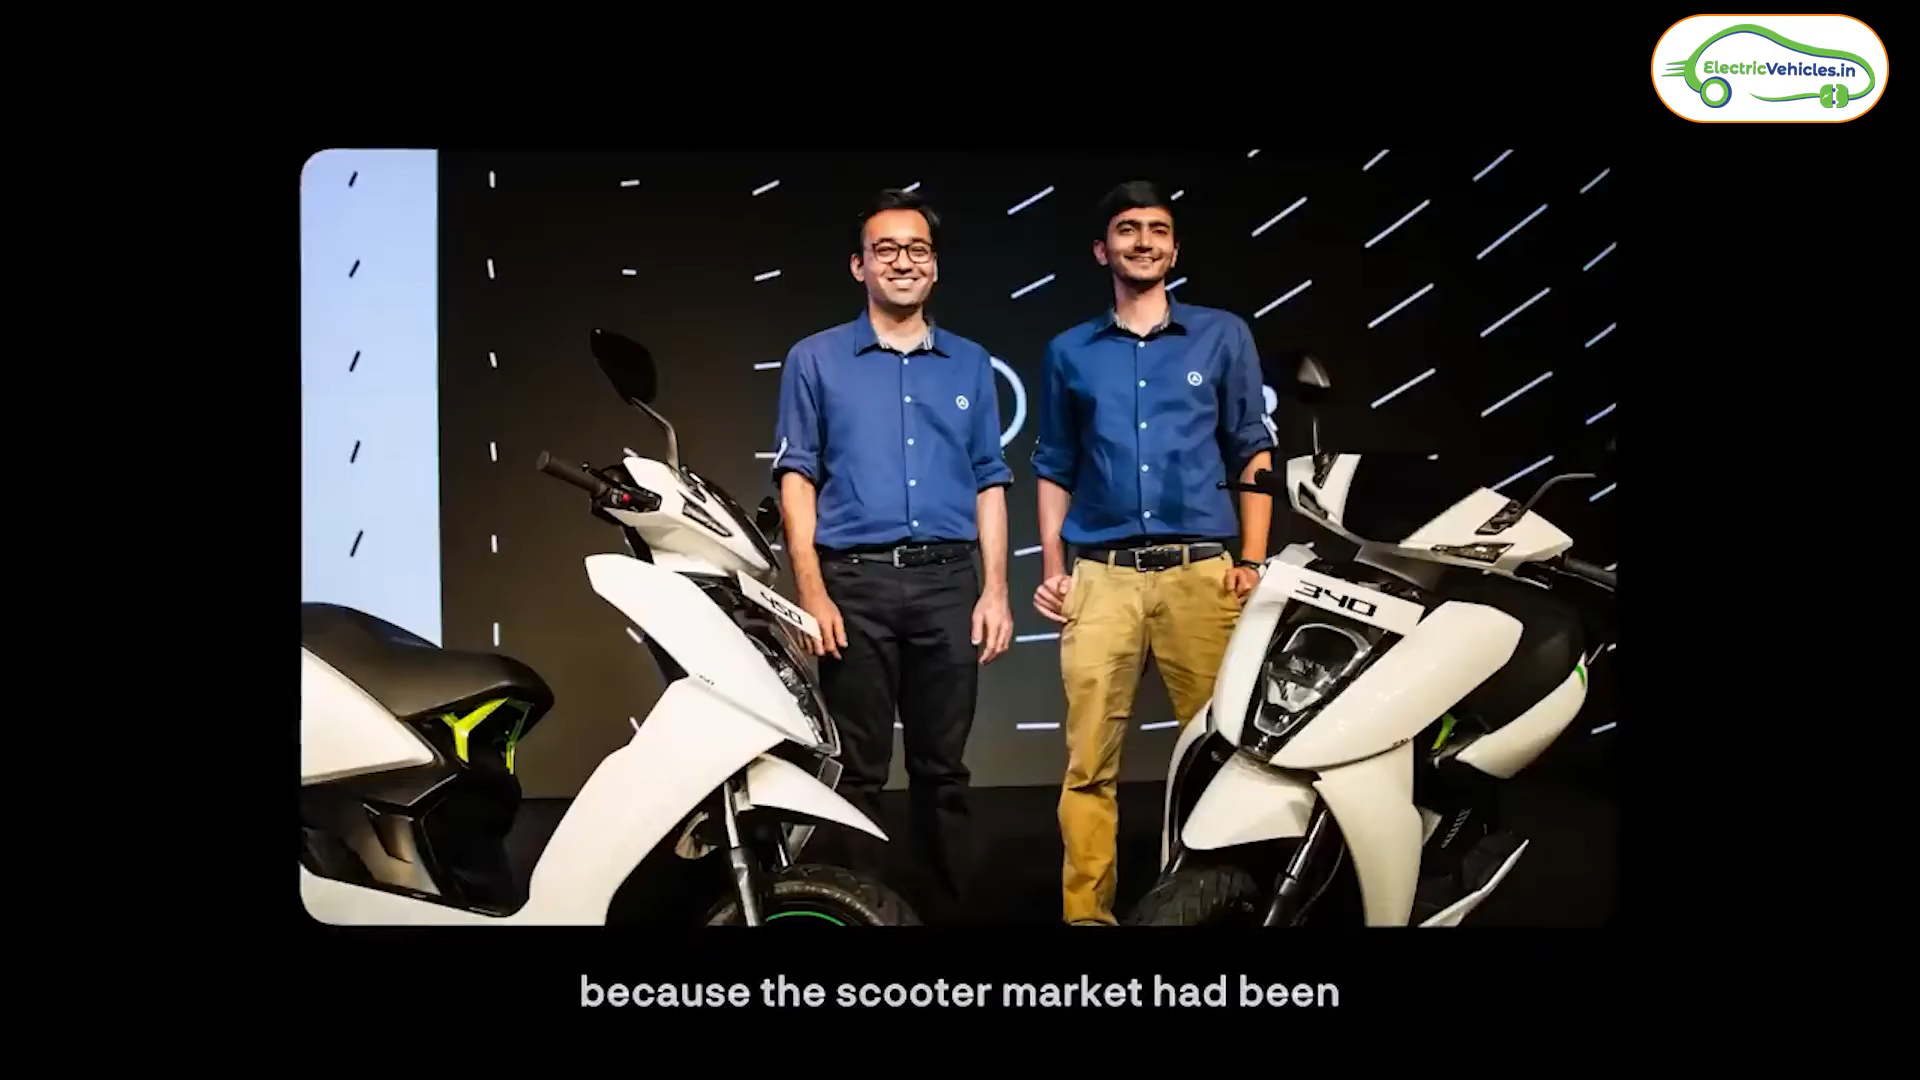 ElectricVehicles.in
450
340
because the scooter market had been